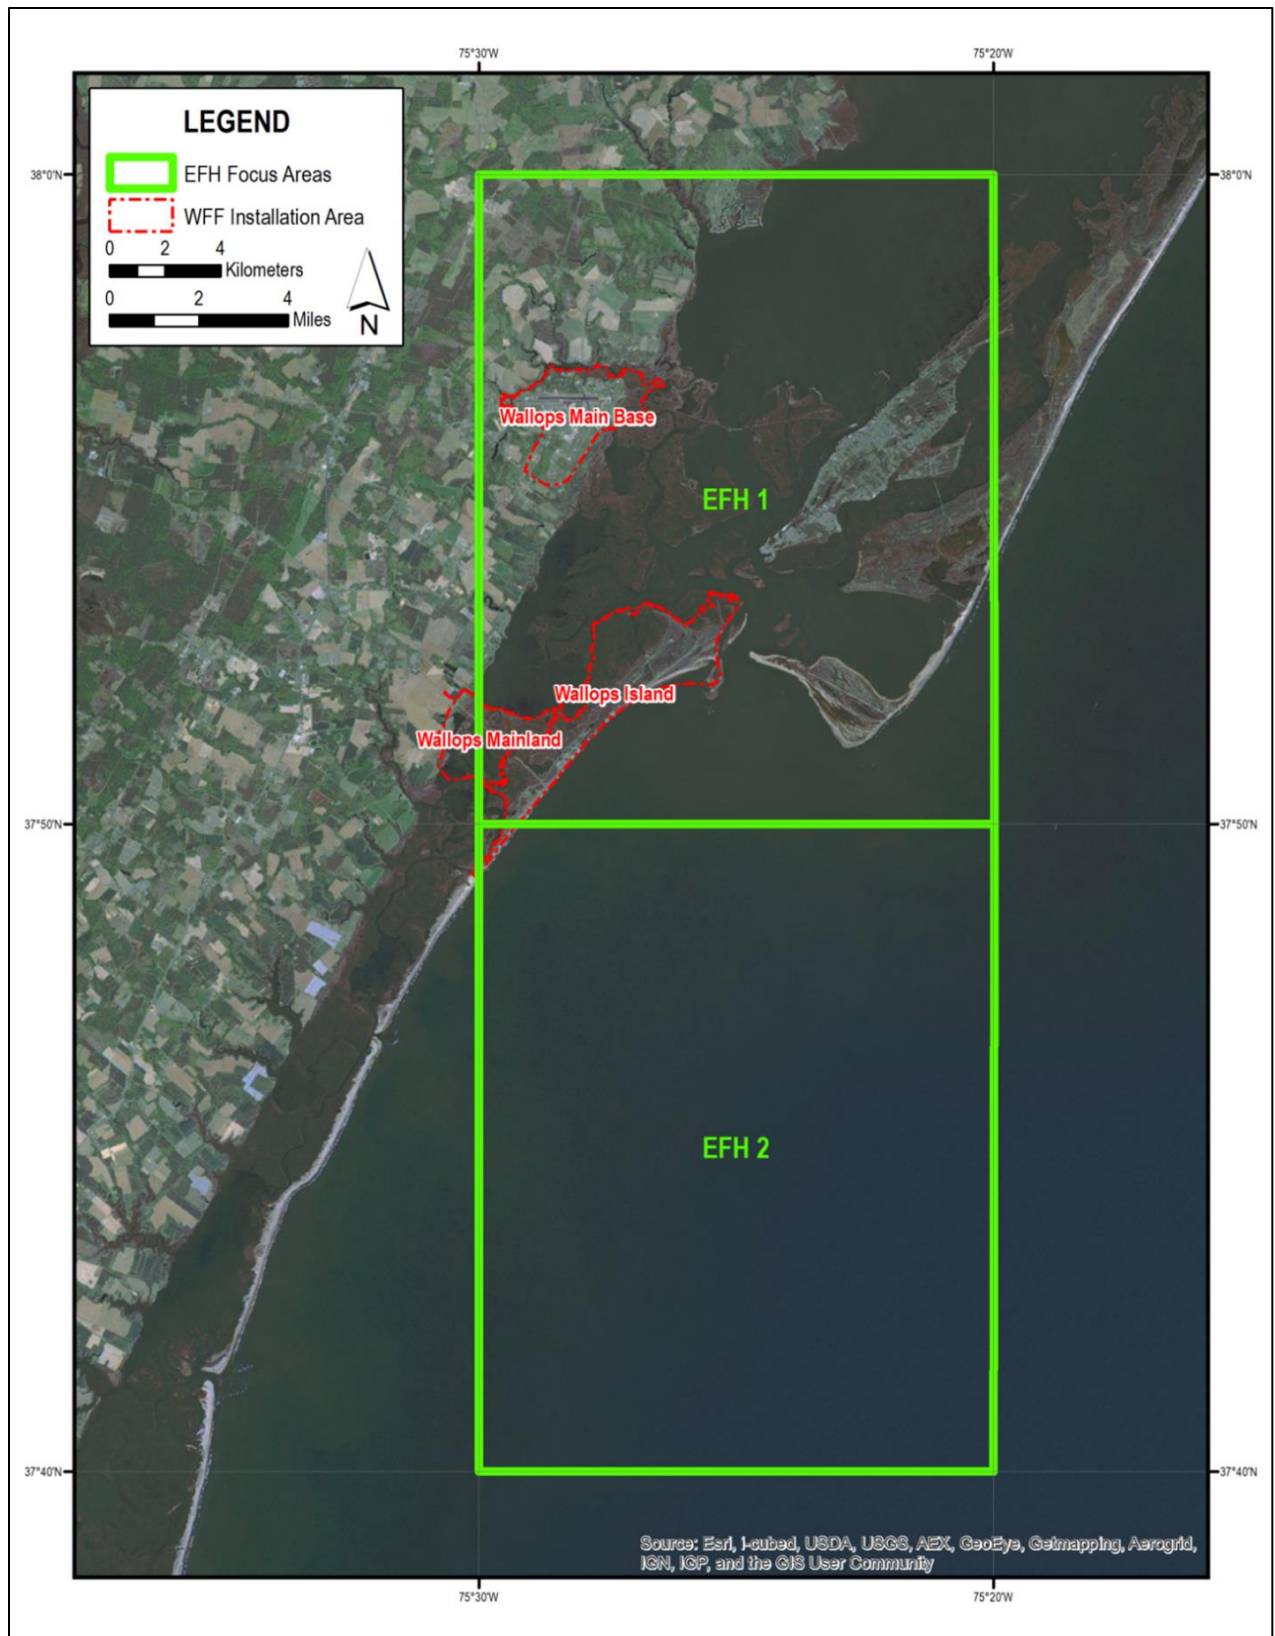 75°30'W
75°20'W
LEGEND
EFH Focus Areas
WFF Installation Area
0 2 4
Kilometers
0 2 4
Miles
N
38°0'N
38°0'N
Wallops Main Base
EFH 1
Wallops Island
Wallops Mainland
37°50'N
37°50'N
EFH 2
37°40'N
37°40'N
Source: Esri, i-cubed, USDA, USGS, AEX, GeoEye, Getmapping, Aerogrid,
IGN, IGP, and the GIS User Community
75°30'W
75°20'W